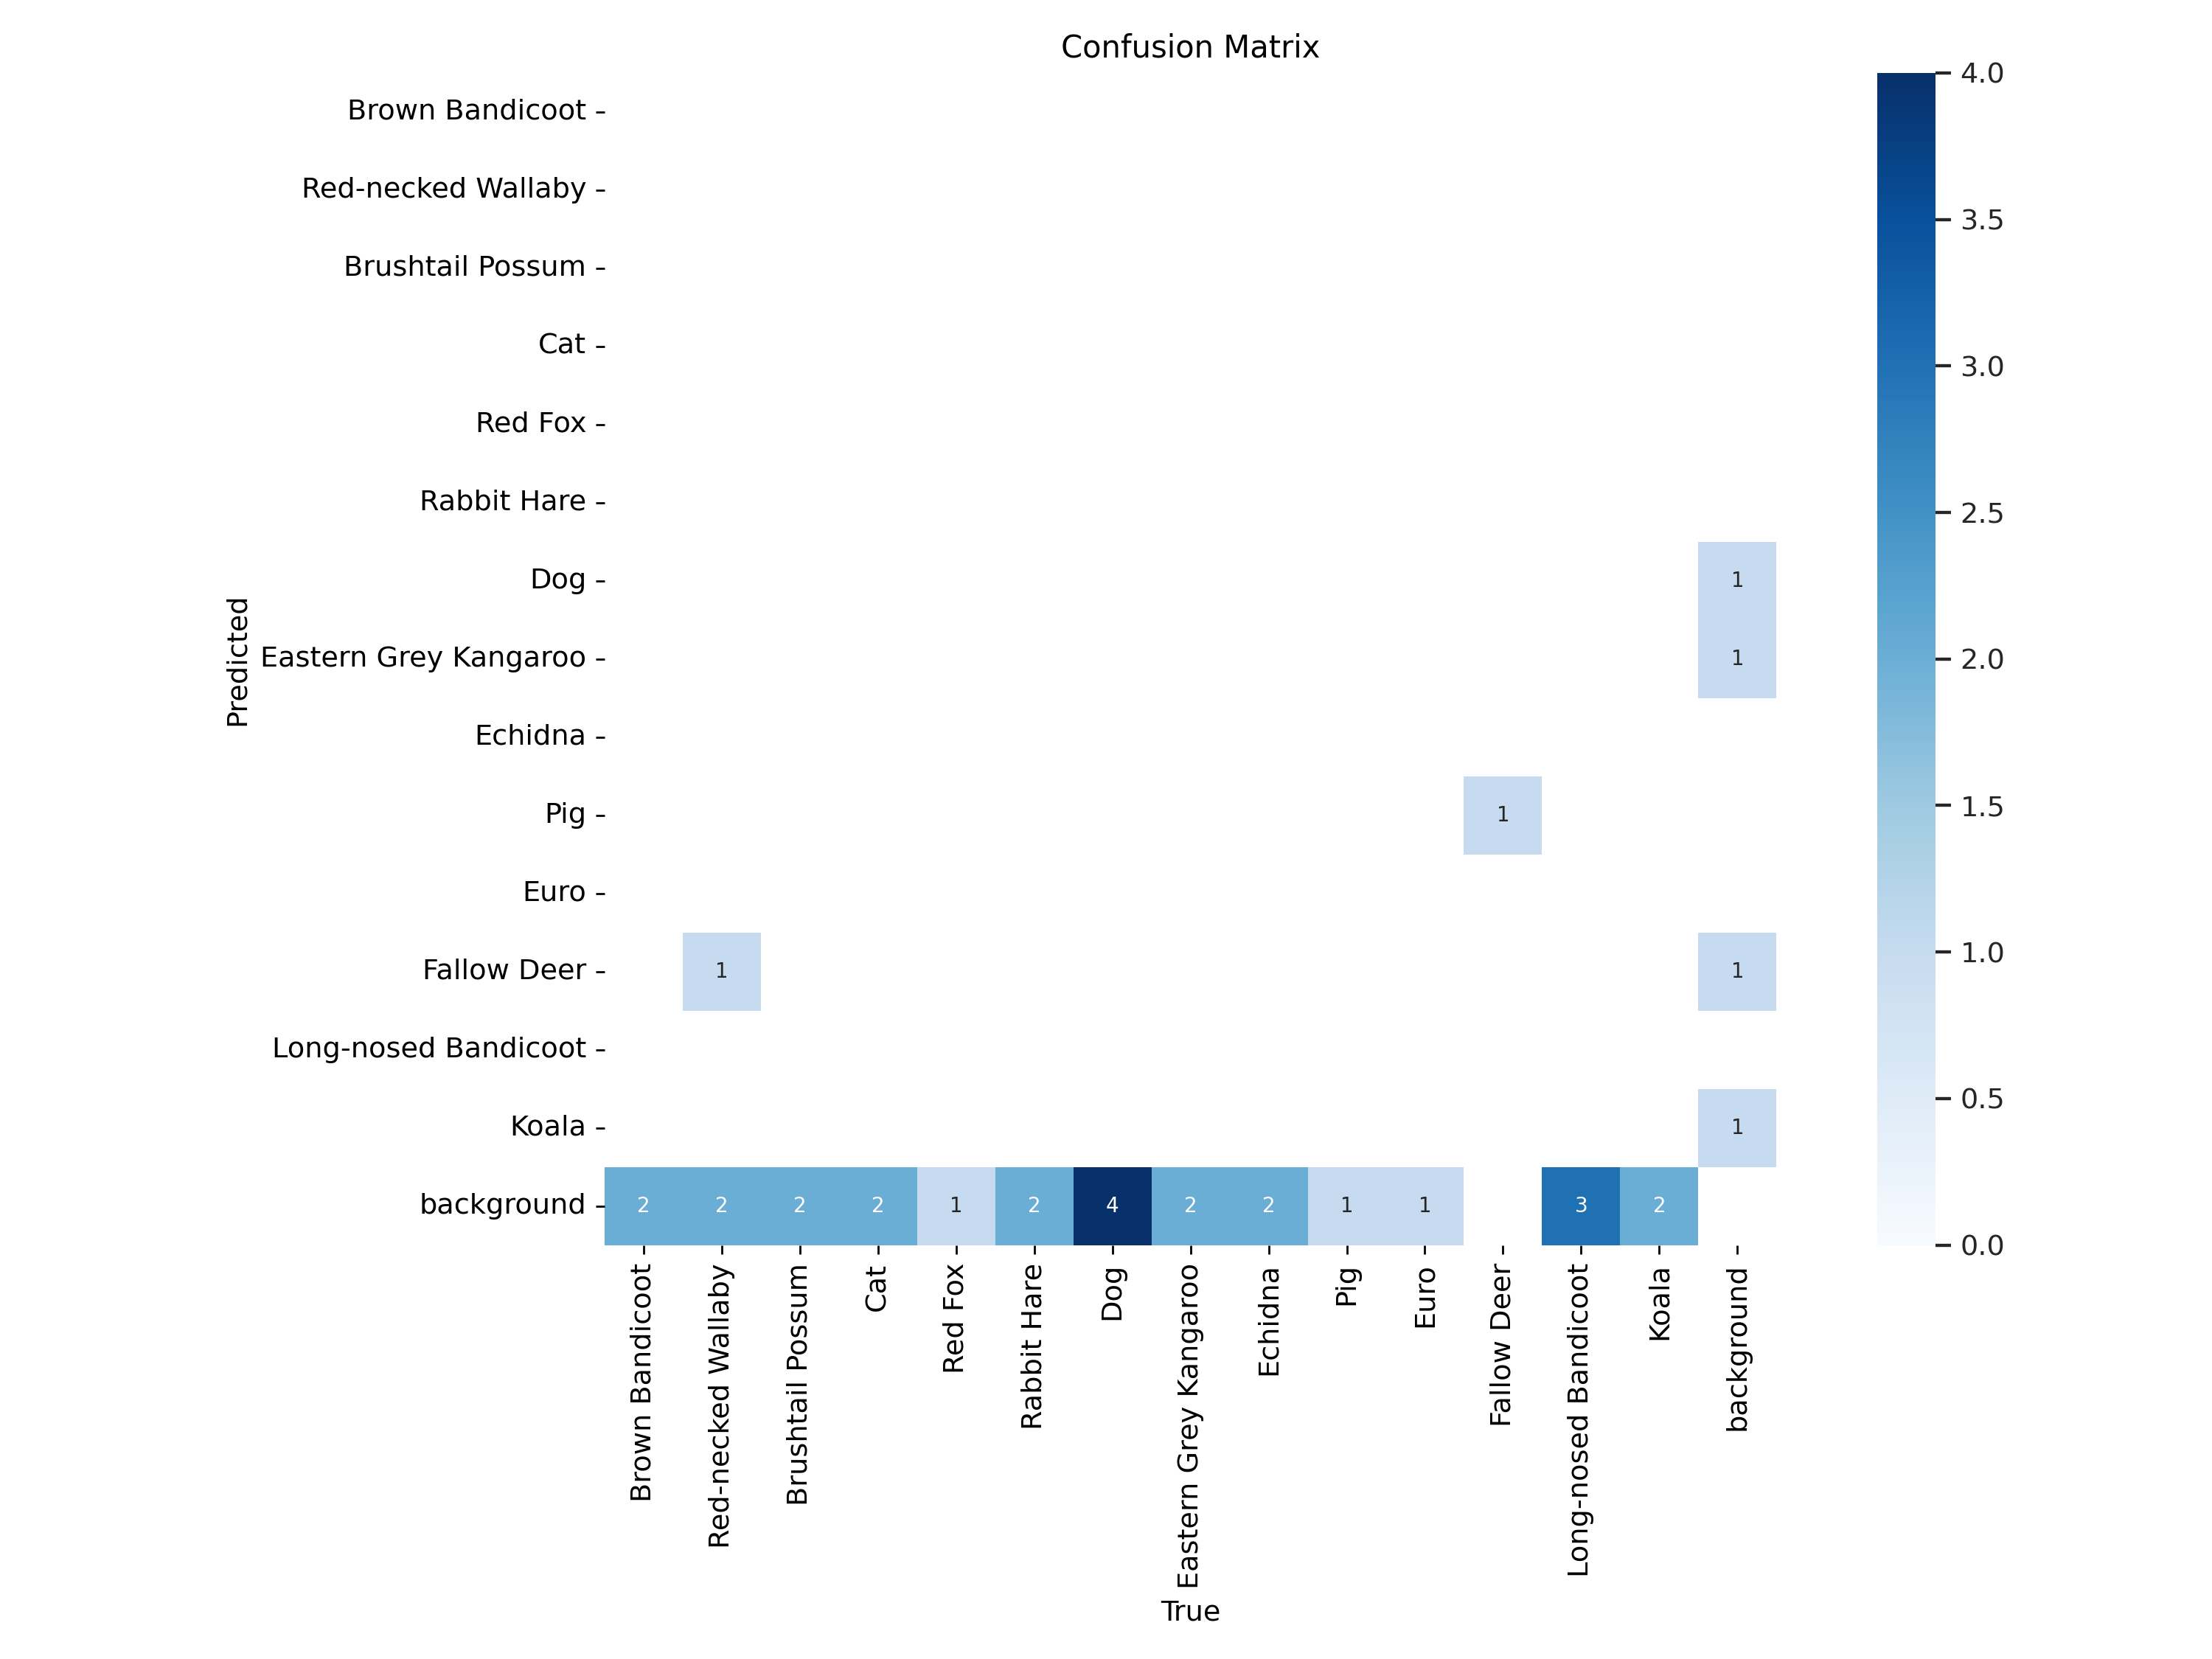 Confusion Matrix
Predicted
Brown Bandicoot
Red-necked Wallaby
Brushtail Possum
Cat
Red Fox
Rabbit Hare
Dog
1
Eastern Grey Kangaroo
1
Echidna
Pig
1
Euro
Fallow Deer
1
1
Long-nosed Bandicoot
Koala
1
background
2
2
2
2
1
2
4
2
2
1
1
3
2
Brown Bandicoot
Red-necked Wallaby
Brushtail Possum
Cat
Red Fox
Rabbit Hare
Dog
Eastern Grey Kangaroo
Echidna
Pig
Euro
Fallow Deer
Long-nosed Bandicoot
Koala
background
True
4.0
3.5
3.0
2.5
2.0
1.5
1.0
0.5
0.0